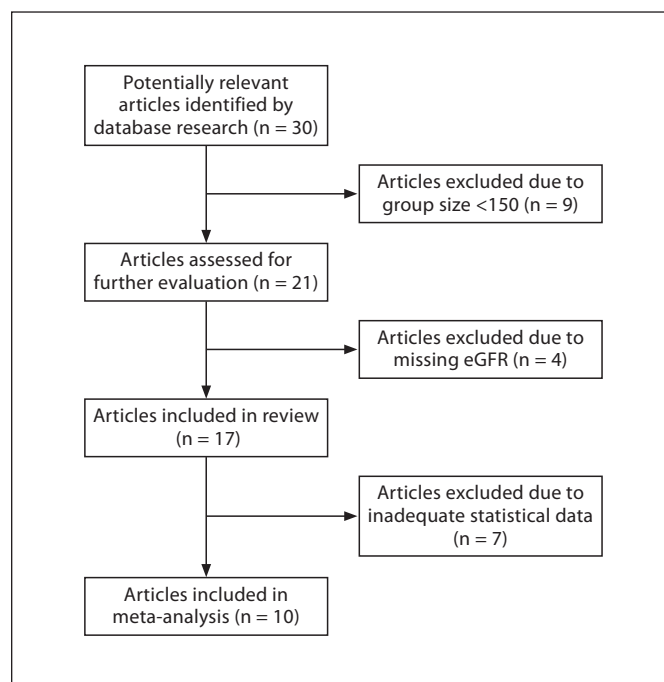 Potentially relevant
articles identified by
database research (n = 30)
Articles excluded due to
group size <150 (n = 9)
Articles assessed for
further evaluation (n = 21)
Articles excluded due to
missing eGFR (n = 4)
Articles included in review
(n = 17)
Articles excluded due to
inadequate statistical data
(n = 7)
Articles included in
meta-analysis (n = 10)